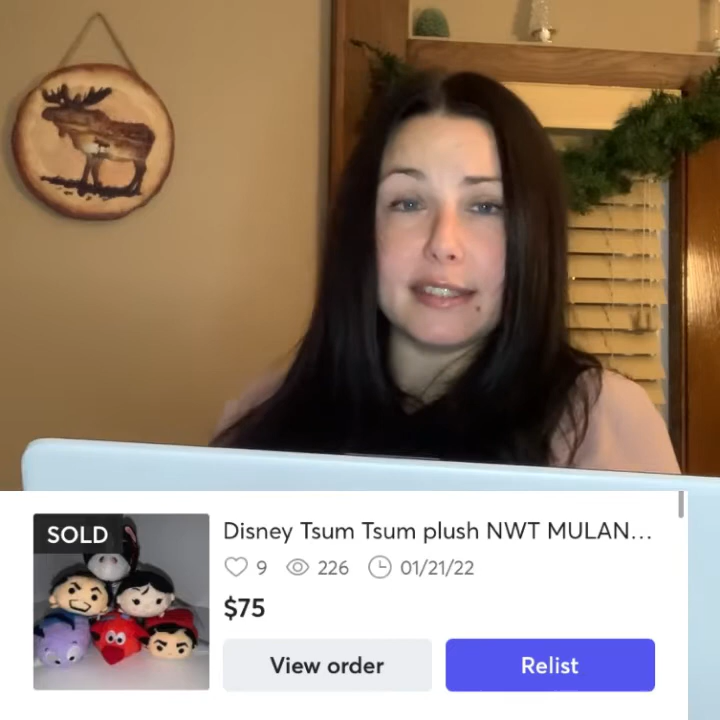 SOLD
Disney Tsum Tsum plush NWT MULAN...
9 226 01/21/22
$75
View order
Relist